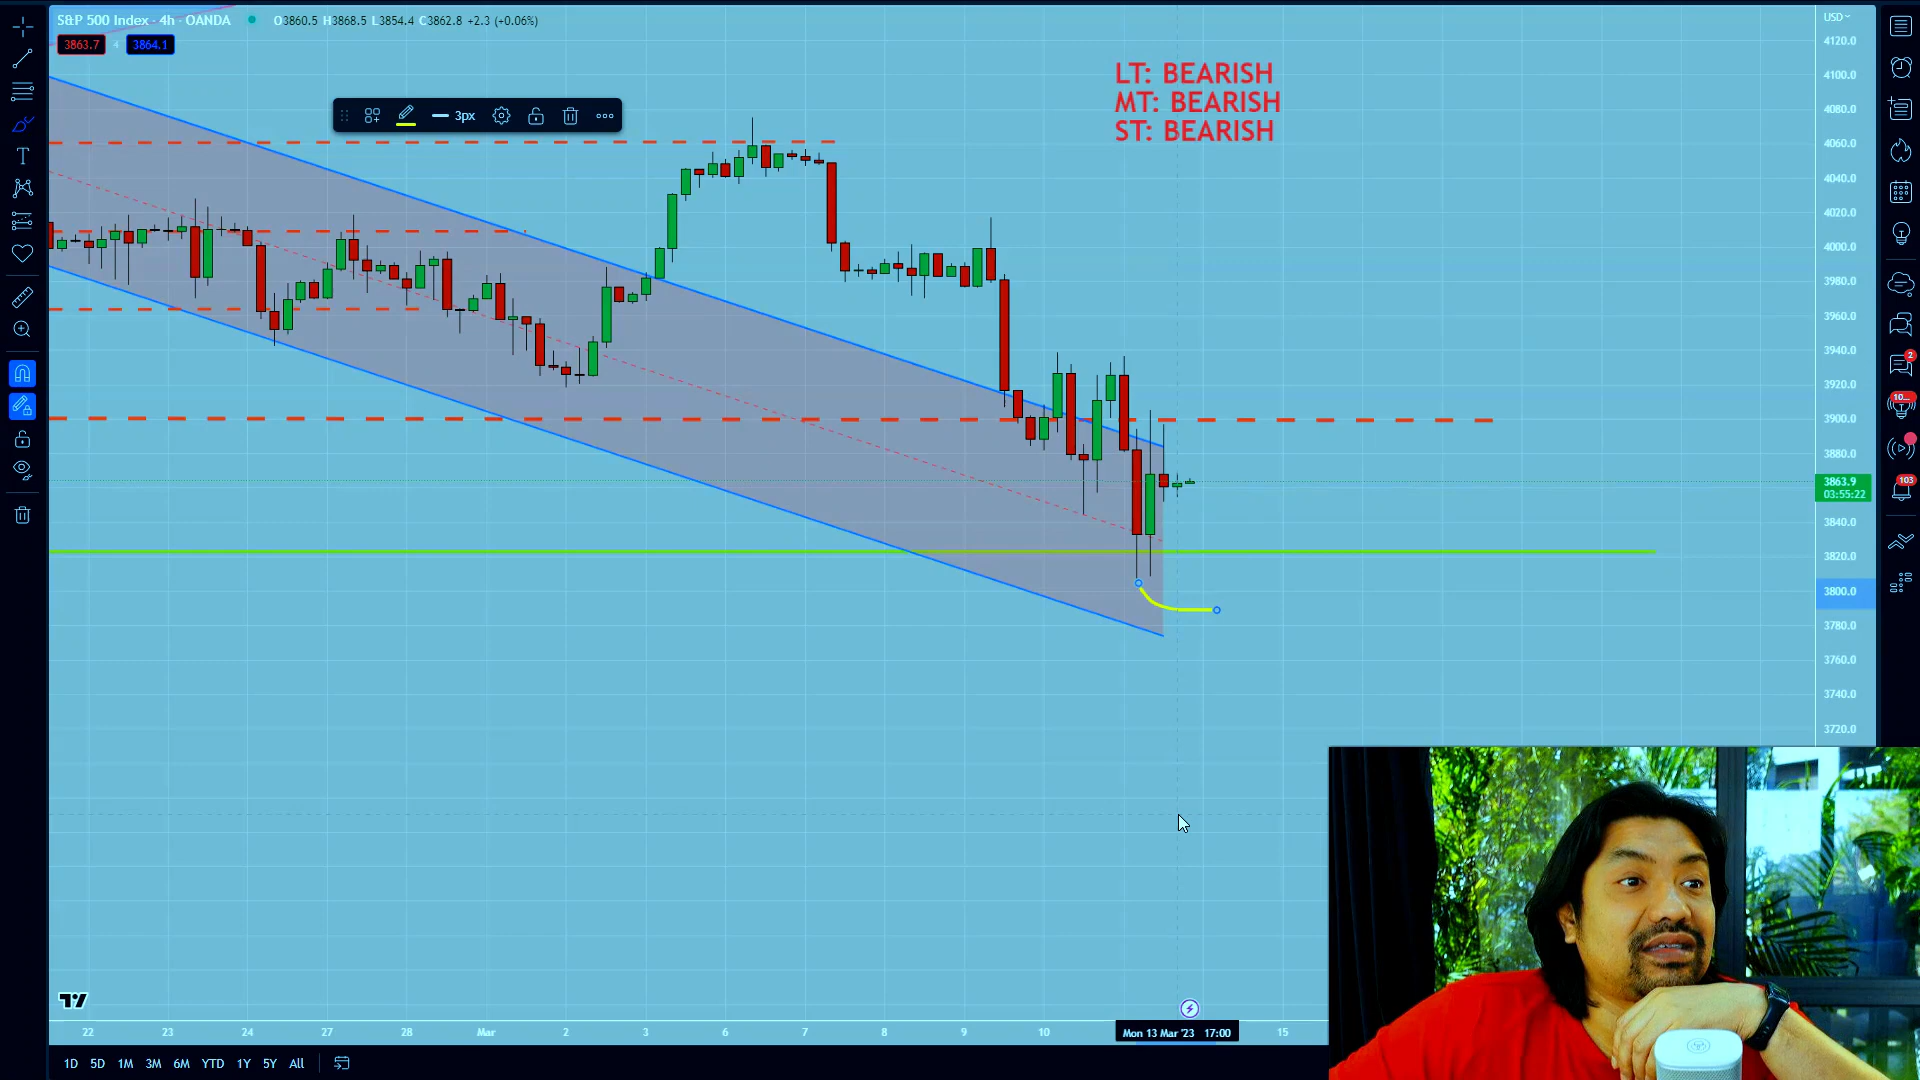 S&P 500 Index · 4h · OANDA O3860.5 H3868.5 L3854.4 C3862.8 +2.3 (+0.06%)
USD
3863.7 4 3864.1
4120.0
LT: BEARISH
MT: BEARISH
ST: BEARISH
4100.0
4080.0
3px
4060.0
4040.0
4020.0
4000.0
3980.0
3960.0
3940.0
3920.0
3900.0
3880.0
3863.9
03:55:22
3840.0
3820.0
3800.0
3780.0
3760.0
3740.0
3720.0
2
10...
103
22 23 24 27 28 Mar 2 3 6 7 8 9 10 Mon 13 Mar '23 17:00 15
1D 5D 1M 3M 6M YTD 1Y 5Y All